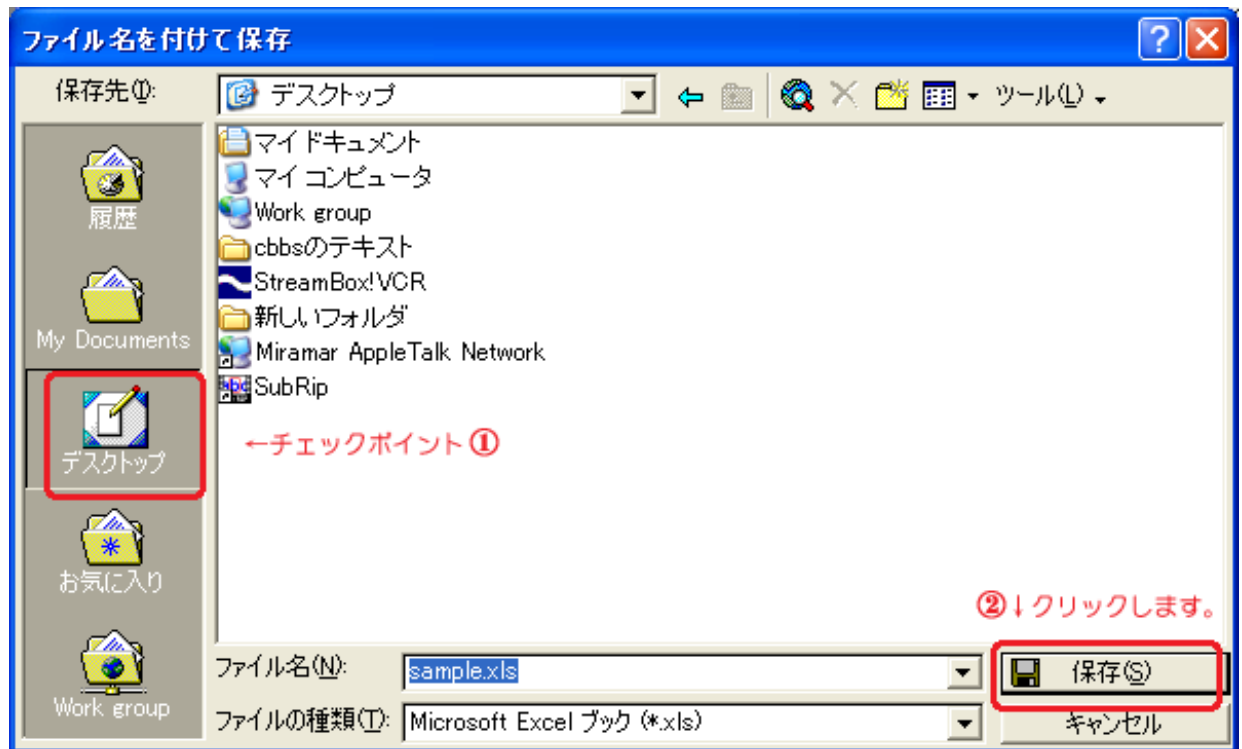 ファイル名を付けて保存
保存先(I):
デスクトップ
ツール(L)
履歴
My Documents
デスクトップ
お気に入り
Work group
マイ ドキュメント
マイ コンピュータ
Work group
cbbsのテキスト
StreamBox!VCR
新しいフォルダ
Miramar AppleTalk Network
SubRip
←チェックポイント①
②↓クリックします。
ファイル名(N):
sample.xls
保存(S)
ファイルの種類(T):
Microsoft Excel ブック (*.xls)
キャンセル